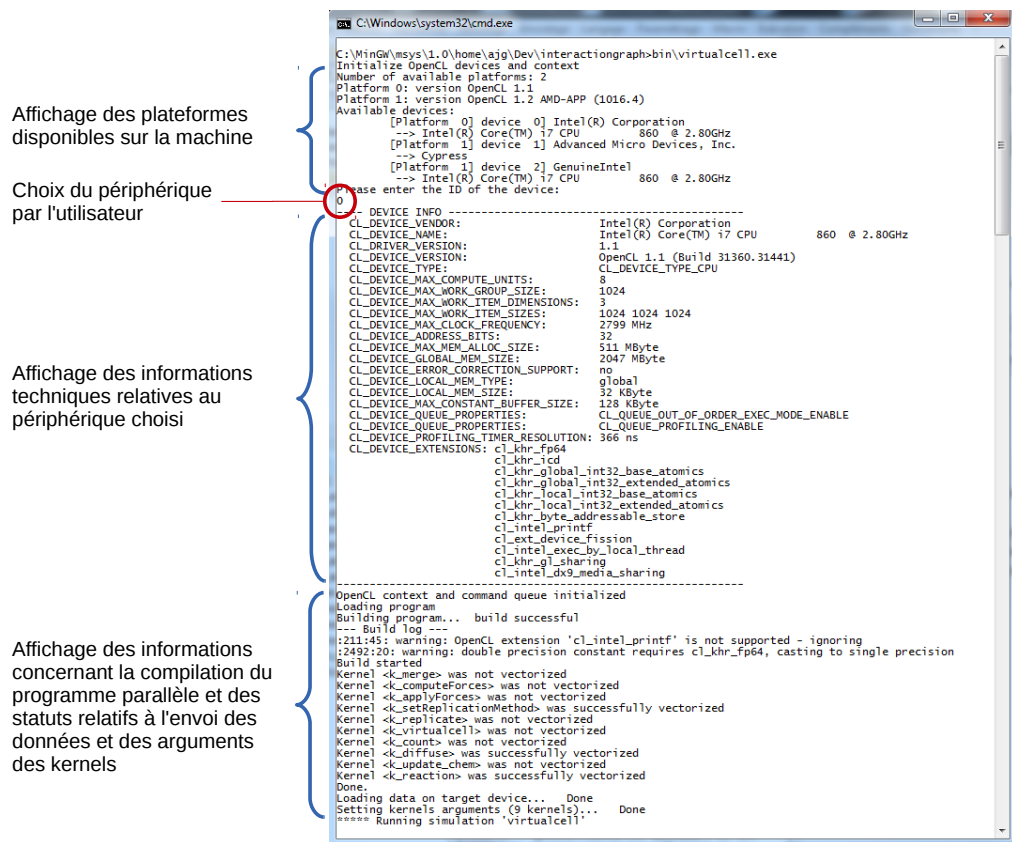 C:\Windows\system32\cmd.exe
C:\MinGW\msys\1.0\home\ajg\Dev\interactiongraph>bin\virtualcell.exe
Initialize OpenCL devices and context
Number of available platforms: 2
Platform 0: version OpenCL 1.1
Platform 1: version OpenCL 1.2 AMD-APP (1016.4)
Available devices:
[Platform  0] device  0] Intel(R) Corporation
--> Intel(R) Core(TM) i7 CPU         860  @ 2.80GHz
[Platform  1] device  1] Advanced Micro Devices, Inc.
--> Cypress
[Platform  1] device  2] GenuineIntel
--> Intel(R) Core(TM) i7 CPU         860  @ 2.80GHz
Please enter the ID of the device:
0
---- DEVICE INFO ---------------------------------------------
CL_DEVICE_VENDOR: Intel(R) Corporation
CL_DEVICE_NAME: Intel(R) Core(TM) i7 CPU         860  @ 2.80GHz
CL_DRIVER_VERSION: 1.1
CL_DEVICE_VERSION: OpenCL 1.1 (Build 31360.31441)
CL_DEVICE_TYPE: CL_DEVICE_TYPE_CPU
CL_DEVICE_MAX_COMPUTE_UNITS: 8
CL_DEVICE_MAX_WORK_GROUP_SIZE: 1024
CL_DEVICE_MAX_WORK_ITEM_DIMENSIONS: 3
CL_DEVICE_MAX_WORK_ITEM_SIZES: 1024 1024 1024
CL_DEVICE_MAX_CLOCK_FREQUENCY: 2799 MHz
CL_DEVICE_ADDRESS_BITS: 32
CL_DEVICE_MAX_MEM_ALLOC_SIZE: 511 MByte
CL_DEVICE_GLOBAL_MEM_SIZE: 2047 MByte
CL_DEVICE_ERROR_CORRECTION_SUPPORT: no
CL_DEVICE_LOCAL_MEM_TYPE: global
CL_DEVICE_LOCAL_MEM_SIZE: 32 KByte
CL_DEVICE_MAX_CONSTANT_BUFFER_SIZE: 128 KByte
CL_DEVICE_QUEUE_PROPERTIES: CL_QUEUE_OUT_OF_ORDER_EXEC_MODE_ENABLE
CL_DEVICE_QUEUE_PROPERTIES: CL_QUEUE_PROFILING_ENABLE
CL_DEVICE_PROFILING_TIMER_RESOLUTION: 366 ns
CL_DEVICE_EXTENSIONS: cl_khr_fp64
cl_khr_icd
cl_khr_global_int32_base_atomics
cl_khr_global_int32_extended_atomics
cl_khr_local_int32_base_atomics
cl_khr_local_int32_extended_atomics
cl_khr_byte_addressable_store
cl_intel_printf
cl_ext_device_fission
cl_intel_exec_by_local_thread
cl_khr_gl_sharing
cl_intel_dx9_media_sharing
--------------------------------------------------------------
OpenCL context and command queue initialized
Loading program
Building program...  build successful
--- Build log ---
:211:45: warning: OpenCL extension 'cl_intel_printf' is not supported - ignoring
:2492:20: warning: double precision constant requires cl_khr_fp64, casting to single precision
Build started
Kernel <k_merge> was not vectorized
Kernel <k_computeForces> was not vectorized
Kernel <k_applyForces> was not vectorized
Kernel <k_setReplicationMethod> was successfully vectorized
Kernel <k_replicate> was not vectorized
Kernel <k_virtualcell> was not vectorized
Kernel <k_count> was not vectorized
Kernel <k_diffuse> was successfully vectorized
Kernel <k_update_chem> was not vectorized
Kernel <k_reaction> was successfully vectorized
Done.
Loading data on target device...  Done
Setting kernels arguments (9 kernels)...   Done
***** Running simulation 'virtualcell'
Affichage des plateformes
disponibles sur la machine
Choix du périphérique
par l'utilisateur
Affichage des informations
techniques relatives au
périphérique choisi
Affichage des informations
concernant la compilation du
programme parallèle et des
statuts relatifs à l'envoi des
données et des arguments
des kernels